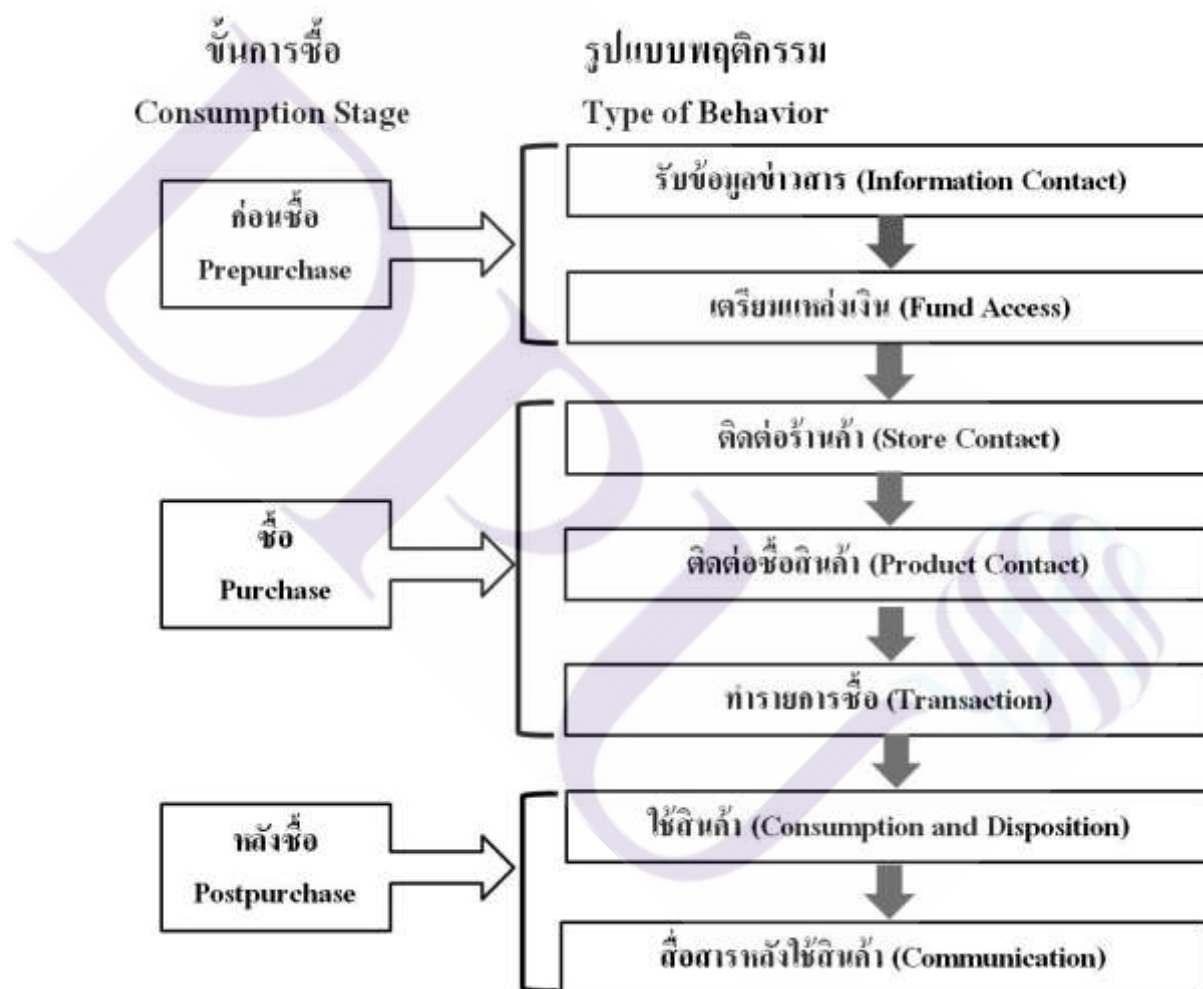 ขั้นการซื้อ
Consumption Stage
รูปแบบพฤติกรรม
Type of Behavior
ก่อนซื้อ
Prepurchase
รับข้อมูลข่าวสาร (Information Contact)
เตรียมแหล่งเงิน (Fund Access)
ซื้อ
Purchase
ติดต่อร้านค้า (Store Contact)
ติดต่อซื้อสินค้า (Product Contact)
ทำรายการซื้อ (Transaction)
หลังซื้อ
Postpurchase
ใช้สินค้า (Consumption and Disposition)
สื่อสารหลังใช้สินค้า (Communication)
DPU